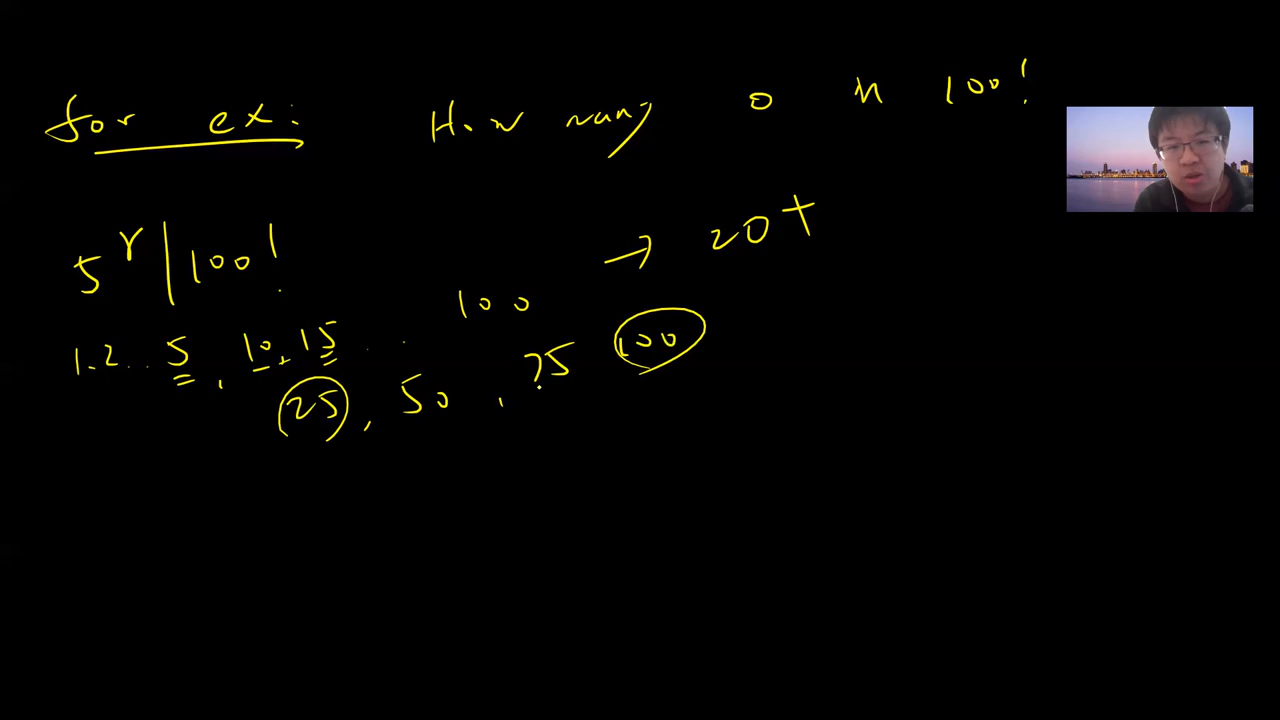 for ex: How many 0 in 100!
5^r | 100! → 20 +
1.2... 5, 10, 15 ... 100
25, 50, 75 100